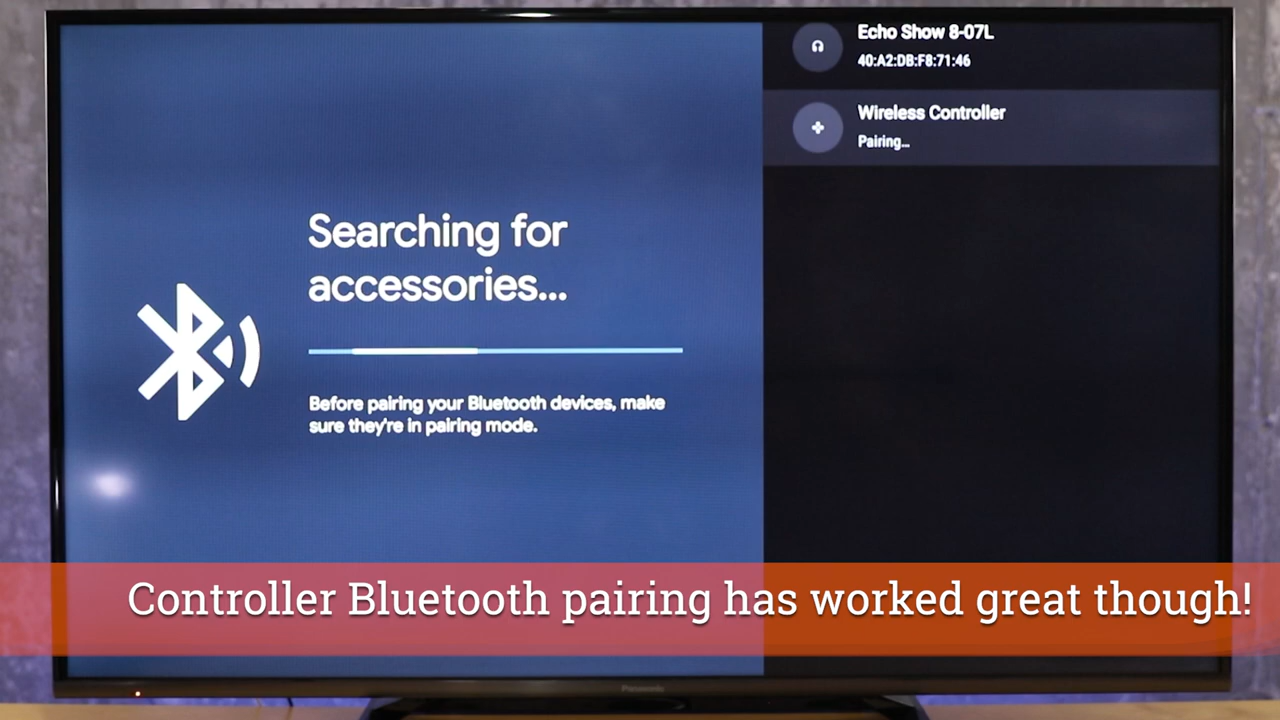 Echo Show 8-07L
40:A2:DB:F8:71:46
Wireless Controller
Pairing...
Searching for
accessories...
Before pairing your Bluetooth devices, make
sure they're in pairing mode.
Controller Bluetooth pairing has worked great though!
Panasonic